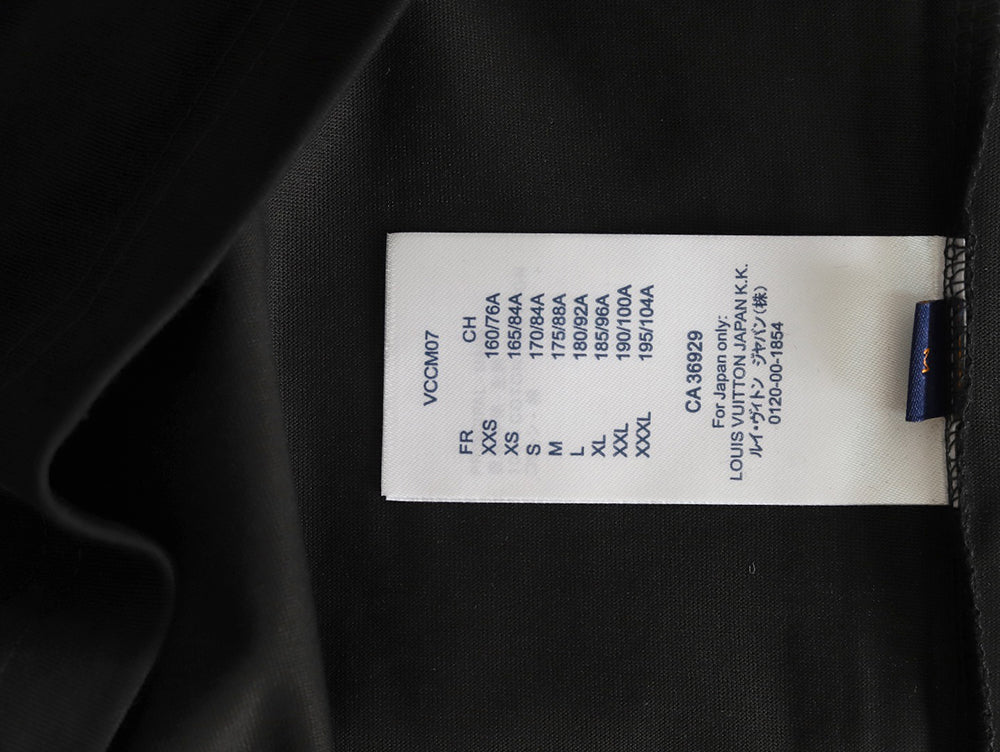 VCCM07
FR CH
XXS 160/76A
XS 165/84A
S 170/84A
M 175/88A
L 180/92A
XL 185/96A
XXL 190/100A
XXXL 195/104A
CA 36929
For Japan only:
LOUIS VUITTON JAPAN K.K.
ルイ・ヴィトン ジャパン(株)
0120-00-1854